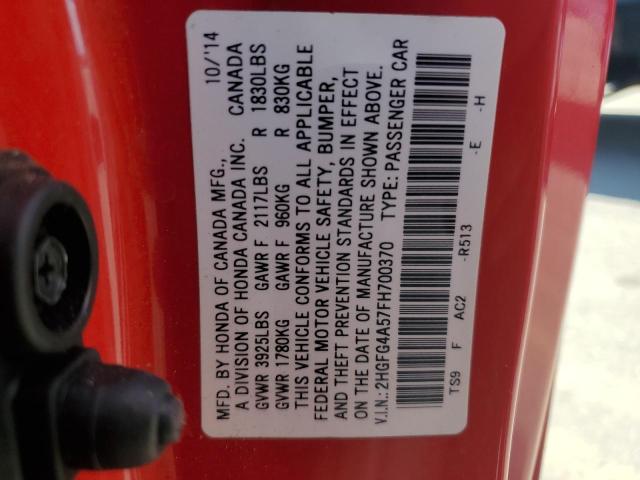 MFD. BY HONDA OF CANADA MFG., 10/'14
A DIVISION OF HONDA CANADA INC. CANADA
GVWR 3925LBS GAWR F 2117LBS R 1830LBS
GVWR 1780KG GAWR F 960KG R 830KG
THIS VEHICLE CONFORMS TO ALL APPLICABLE
FEDERAL MOTOR VEHICLE SAFETY, BUMPER,
AND THEFT PREVENTION STANDARDS IN EFFECT
ON THE DATE OF MANUFACTURE SHOWN ABOVE.
V.I.N.: 2HGFG4A57FH700370 TYPE: PASSENGER CAR
TS9 F AC2 -R513 -E -H